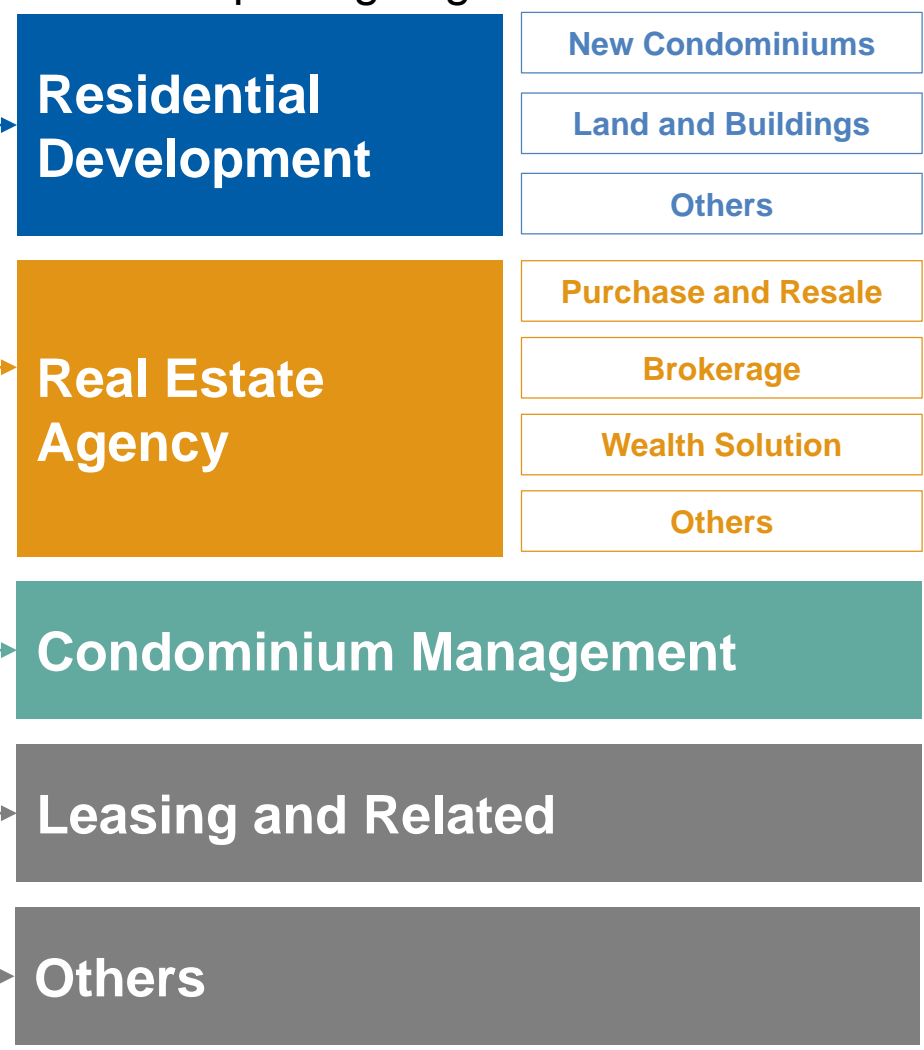 Residential
Development
New Condominiums
Land and Buildings
Others
Real Estate
Agency
Purchase and Resale
Brokerage
Wealth Solution
Others
Condominium Management
Leasing and Related
Others